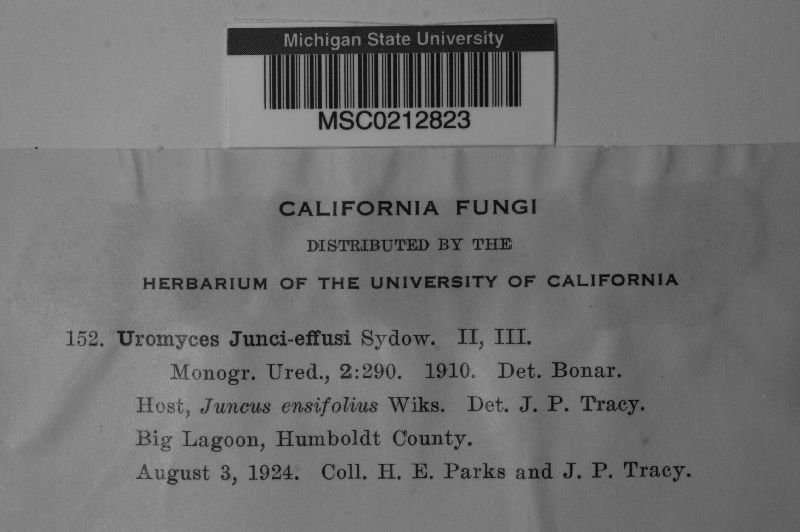 Michigan State University
MSC0212823
CALIFORNIA FUNGI
DISTRIBUTED BY THE
HERBARIUM OF THE UNIVERSITY OF CALIFORNIA
152. Uromyces Junci-effusi Sydow. II, III.
Monogr. Ured., 2:290. 1910. Det. Bonar.
Host, Juncus ensifolius Wiks. Det. J. P. Tracy.
Big Lagoon, Humboldt County.
August 3, 1924. Coll. H. E. Parks and J. P. Tracy.